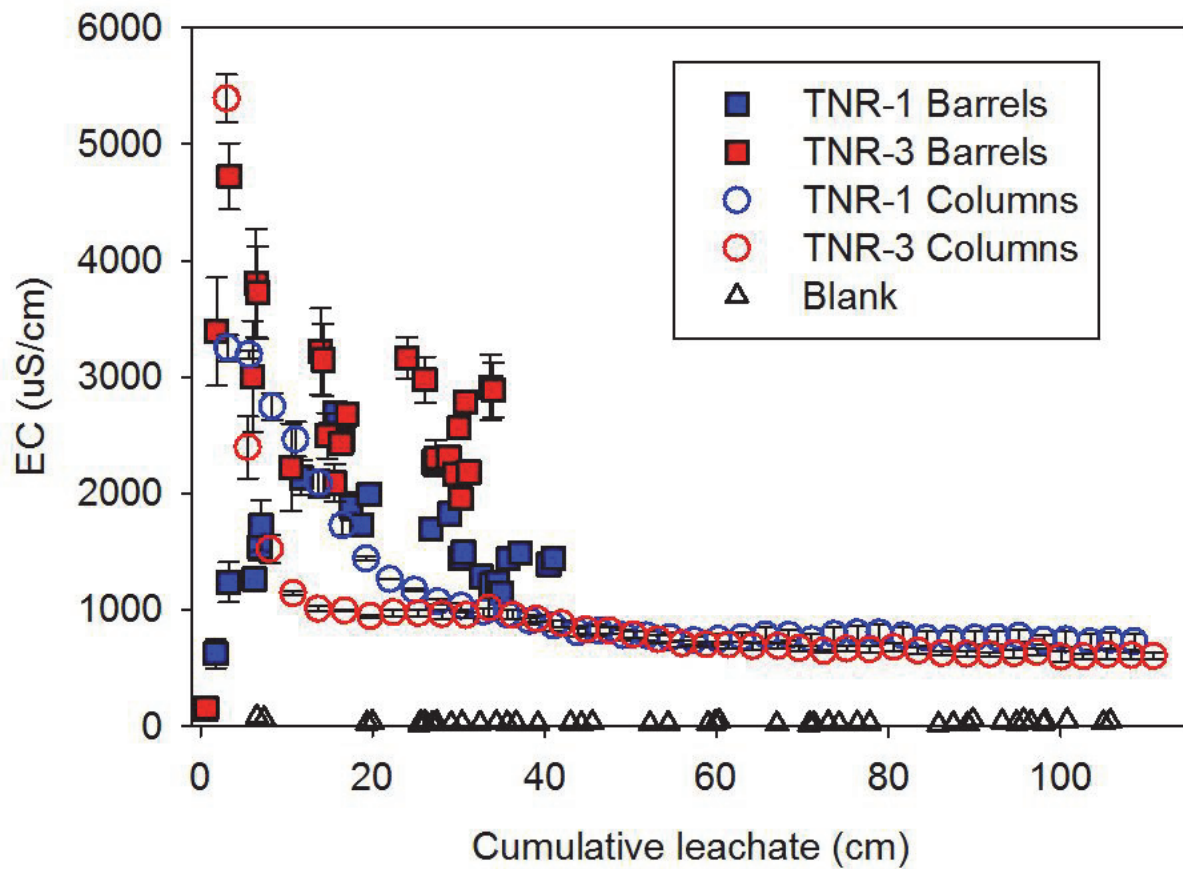 6000
5000
4000
3000
2000
1000
0
EC (uS/cm)
TNR-1 Barrels
TNR-3 Barrels
TNR-1 Columns
TNR-3 Columns
Blank
0 20 40 60 80 100
Cumulative leachate (cm)